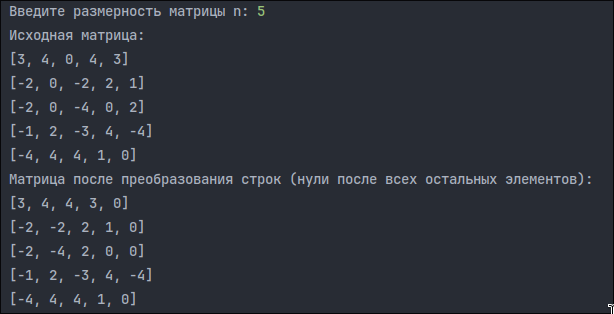 Введите размерность матрицы n: 5
Исходная матрица:
[3, 4, 0, 4, 3]
[-2, 0, -2, 2, 1]
[-2, 0, -4, 0, 2]
[-1, 2, -3, 4, -4]
[-4, 4, 4, 1, 0]
Матрица после преобразования строк (нули после всех остальных элементов):
[3, 4, 4, 3, 0]
[-2, -2, 2, 1, 0]
[-2, -4, 2, 0, 0]
[-1, 2, -3, 4, -4]
[-4, 4, 4, 1, 0]